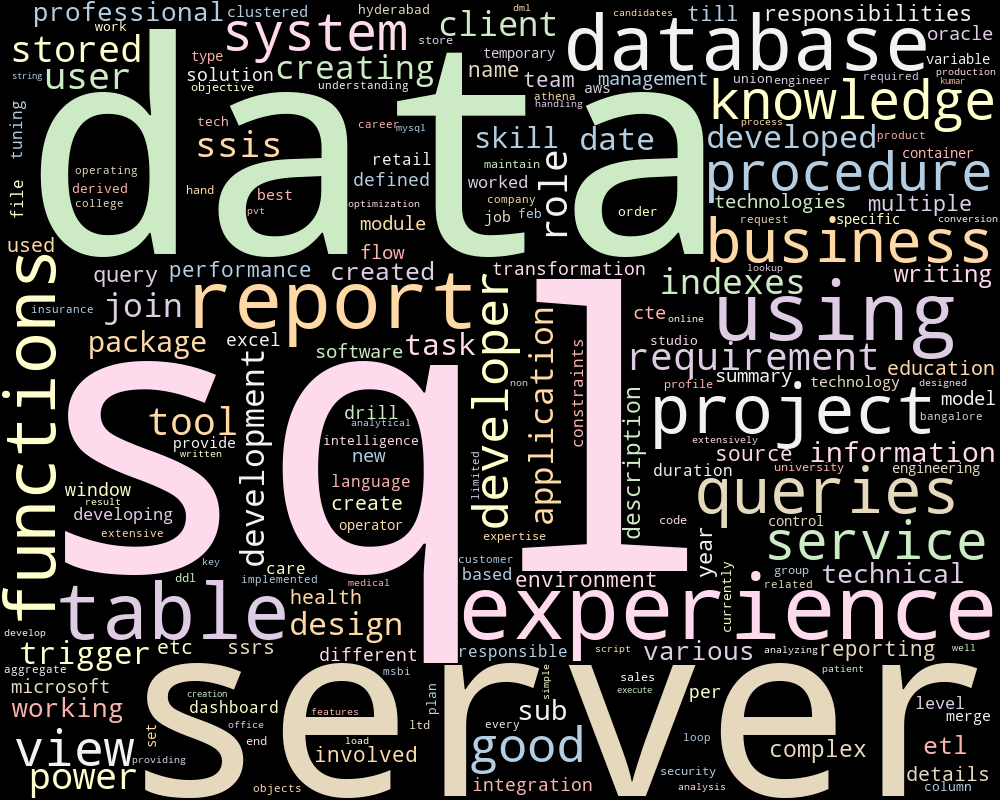 professional
clustered
hyderabad
dml
work
system
client
candidates
till
responsibilities
database
oracle
stored
type
store
string
user
solution
creating
name
temporary
variable
objective
understanding
team
aws
management
union
engineer
required
production
kumar
athena
handling
data
knowledge
tuning
tech
career
mysql
process
ssis
skill
date
developed
product
retail
container
operating
maintain
procedure
derived
defined
worked
role
file
hand
best
college
company
technologies
multiple
pvt
optimization
job
feb
order
module
request
specific
conversion
business
used
flow
functions
query
performance
created
transformation
lookup
indexes
writing
insurance
join
report
developer
application
cte
online
using
package
excel
software
task
constraints
studio
requirement
education
sql
development
non
profile
summary
technology
designed
description
project
model
bangalore
tool
drill
analytical
provide
written
intelligence
extensively
new
source
information
limited
duration
university
engineering
window
language
result
create
queries
developing
operator
extensive
expertise
code
control
year
service
key
customer
ddl
implemented
care
medical
based
environment
group
related
technical
currently
table
health
experience
develop
design
trigger
etc
ssrs
different
responsible
script
various
analyzing
reporting
well
aggregate
msbi
simple
patient
microsoft
creation
plan
sales
execute
server
working
dashboard
features
per
level
merge
office
ltd
every
sub
view
set
end
load
good
loop
complex
etl
providing
involved
power
security
details
objects
integration
analysis
column